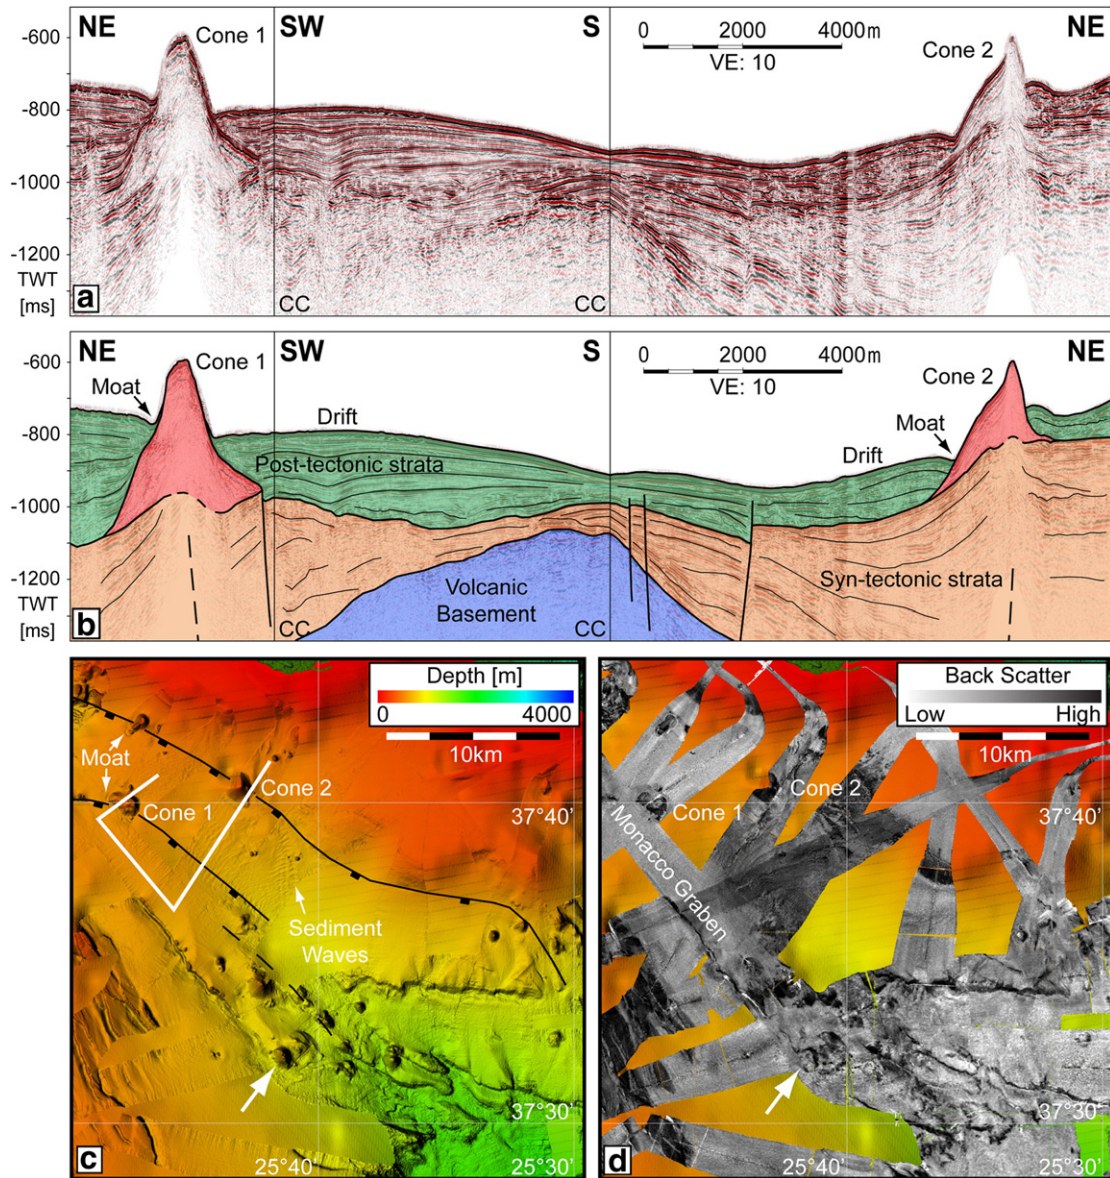 NE
Cone 1
SW
S
0 2000 4000m
VE: 10
NE
Cone 2
-600
-800
-1000
-1200
TWT
[ms]
a
CC
CC
NE
Cone 1
SW
S
0 2000 4000m
VE: 10
NE
Cone 2
-600
Moat
Drift
Moat
-800
Post-tectonic strata
Drift
-1000
-1200
Volcanic
Basement
Syn-tectonic strata
TWT
[ms]
b
CC
CC
Depth [m]
0 4000
10km
Moat
Cone 1
Cone 2
37°40'
Sediment
Waves
37°30'
c
25°40'
25°30'
Back Scatter
Low High
10km
Cone 1
Cone 2
37°40'
Monacco Graben
37°30'
d
25°40'
25°30'